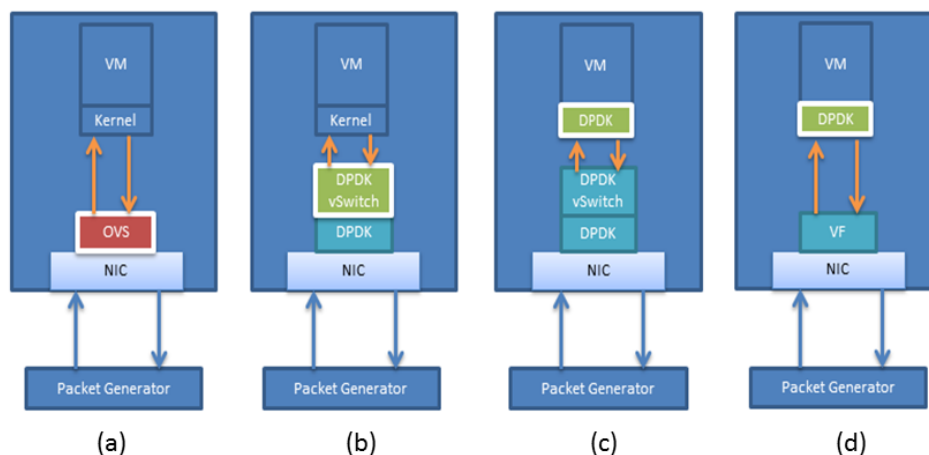 VM
Kernel
OVS
NIC
Packet Generator
(a)
VM
Kernel
DPDK
vSwitch
DPDK
NIC
Packet Generator
(b)
VM
DPDK
DPDK
vSwitch
DPDK
NIC
Packet Generator
(c)
VM
DPDK
VF
NIC
Packet Generator
(d)